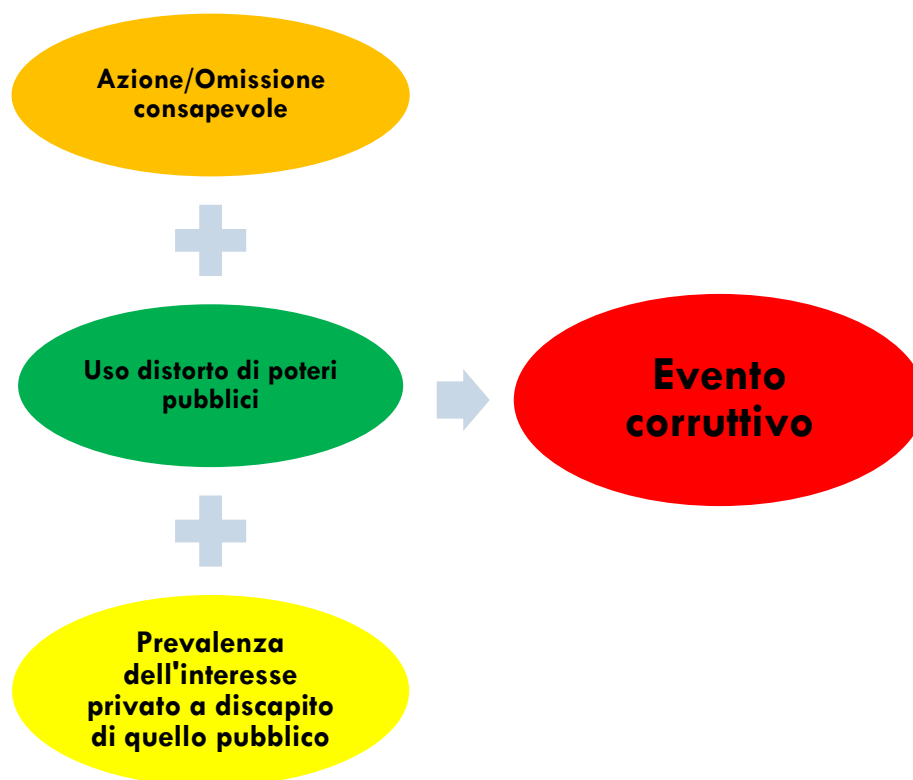 Azione/Omissione
consapevole
Uso distorto di poteri
pubblici
Evento
corruttivo
Prevalenza
dell'interesse
privato a discapito
di quello pubblico